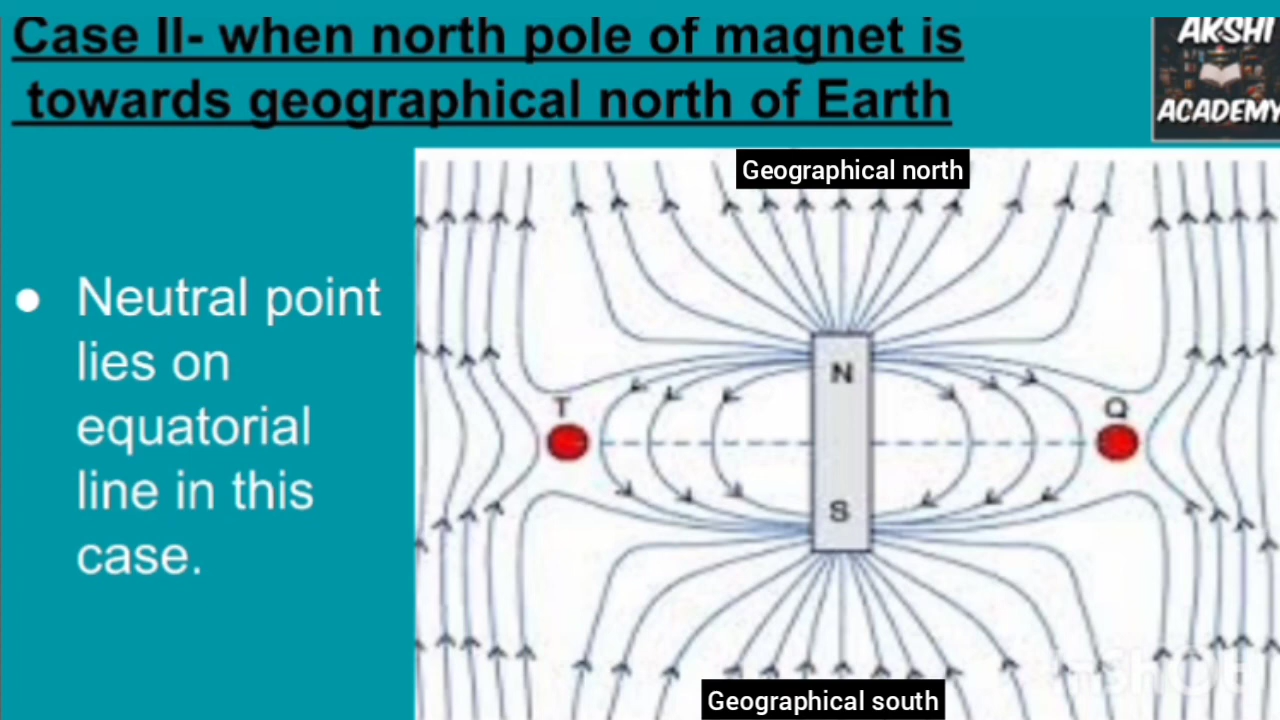 Case II- when north pole of magnet is
towards geographical north of Earth
AKSHI
ACADEMY
Geographical north
● Neutral point
lies on
equatorial
line in this
case.
N
T
Q
S
Geographical south